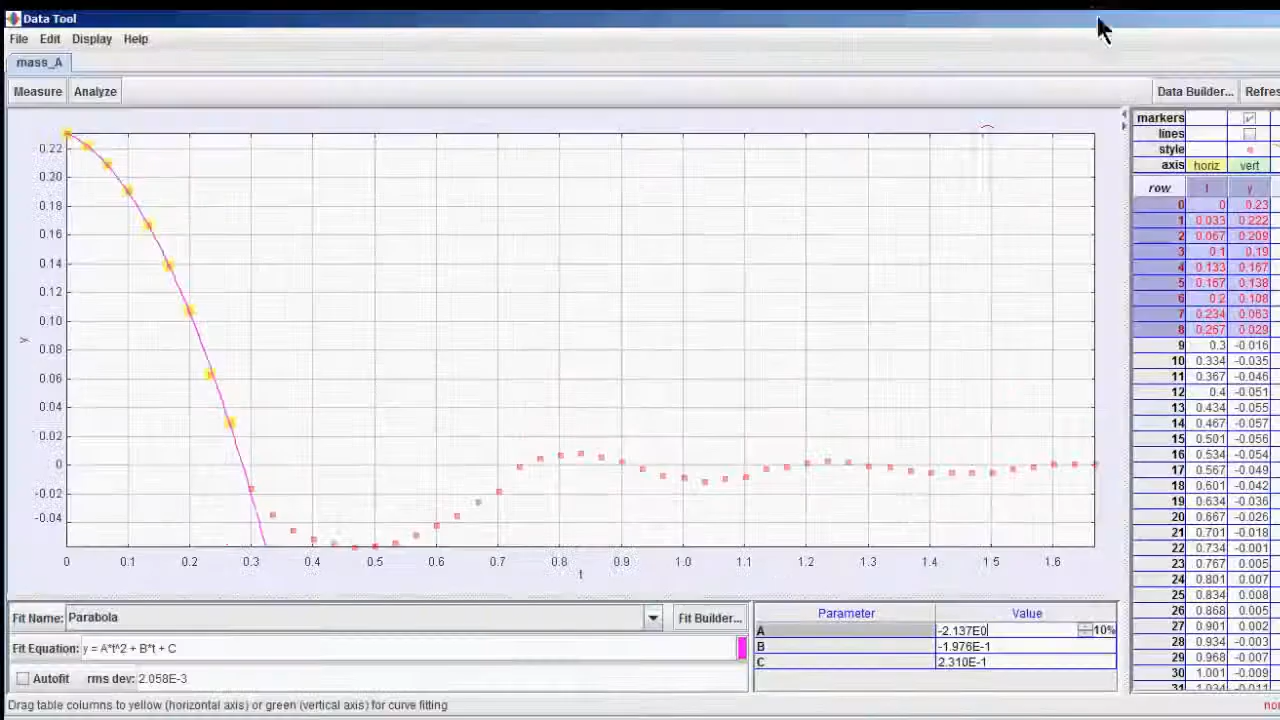 Data Tool
File Edit Display Help
mass_A
Measure Analyze Data Builder...
markers
lines
style
axis horiz vert
row t y
0 0 0.23
1 0.033 0.222
2 0.067 0.209
3 0.1 0.19
4 0.133 0.167
5 0.167 0.138
6 0.2 0.108
7 0.234 0.063
8 0.267 0.029
9 0.3 -0.016
10 0.334 -0.035
11 0.367 -0.046
12 0.4 -0.051
13 0.434 -0.055
14 0.467 -0.057
15 0.501 -0.056
16 0.534 -0.054
17 0.567 -0.049
18 0.601 -0.042
19 0.634 -0.036
20 0.667 -0.026
21 0.701 -0.018
22 0.734 -0.001
23 0.767 0.005
24 0.801 0.007
25 0.834 0.008
26 0.868 0.005
27 0.901 0.002
28 0.934 -0.003
29 0.968 -0.007
30 1.001 -0.009
31 1.034 -0.011
0.22
0.20
0.18
0.16
0.14
0.12
0.10
0.08
0.06
0.04
0.02
0
-0.02
-0.04
y
0 0.1 0.2 0.3 0.4 0.5 0.6 0.7 0.8 0.9 1.0 1.1 1.2 1.3 1.4 1.5 1.6
t
Fit Name: Parabola Fit Builder...
Fit Equation: y = A*t^2 + B*t + C
Autofit rms dev: 2.058E-3
Parameter Value
A -2.137E0 10%
B -1.976E-1
C 2.310E-1
Drag table columns to yellow (horizontal axis) or green (vertical axis) for curve fitting